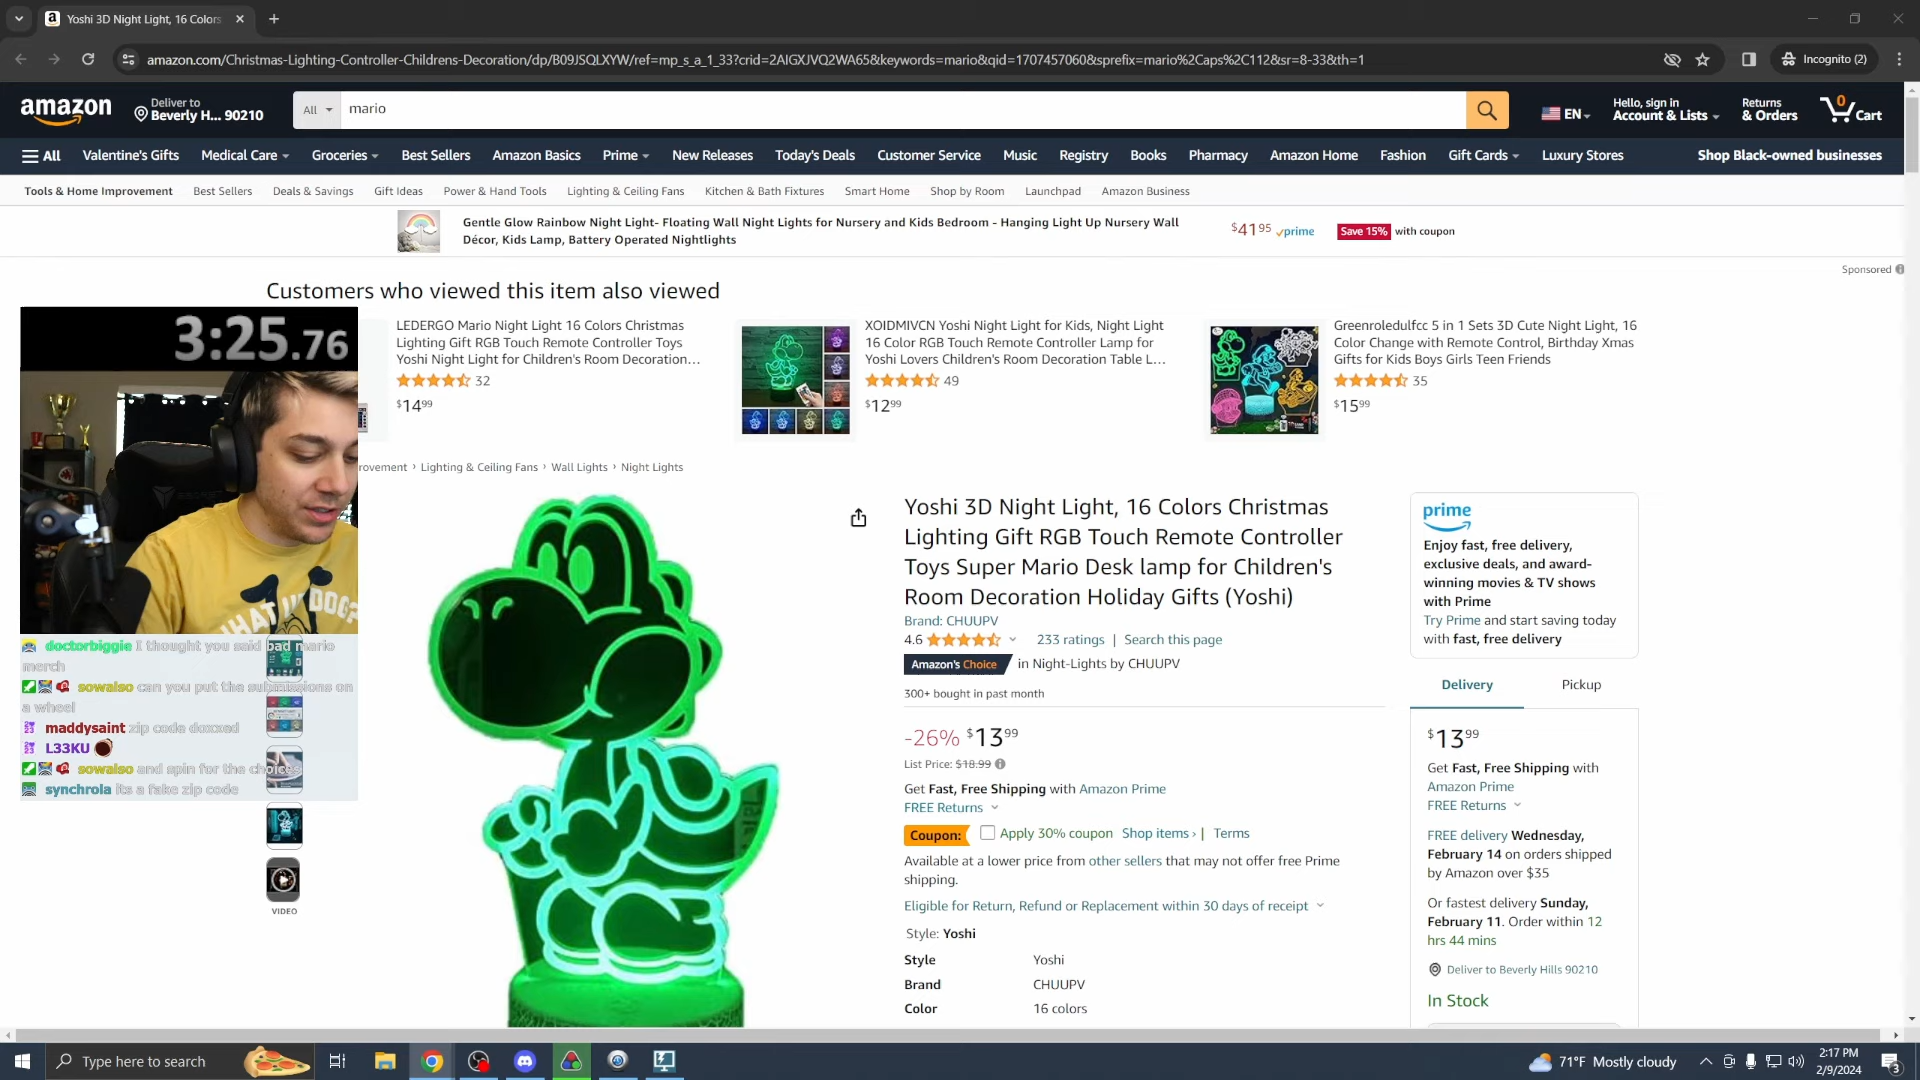 Yoshi 3D Night Light, 16 Colors
amazon.com/Christmas-Lighting-Controller-Childrens-Decoration/dp/B09JSQLXYW/ref=mp_s_a_1_33?crid=2AIGXJVQ2WA65&keywords=mario&qid=1707457060&sprefix=mario%2Caps%2C112&sr=8-33&th=1
Incognito (2)
amazon
Deliver to
Beverly H... 90210
All
mario
EN
Hello, sign in
Account & Lists
Returns
& Orders
0
Cart
All
Valentine's Gifts
Medical Care
Groceries
Best Sellers
Amazon Basics
Prime
New Releases
Today's Deals
Customer Service
Music
Registry
Books
Pharmacy
Amazon Home
Fashion
Gift Cards
Luxury Stores
Shop Black-owned businesses
Tools & Home Improvement
Best Sellers
Deals & Savings
Gift Ideas
Power & Hand Tools
Lighting & Ceiling Fans
Kitchen & Bath Fixtures
Smart Home
Shop by Room
Launchpad
Amazon Business
Gentle Glow Rainbow Night Light- Floating Wall Night Lights for Nursery and Kids Bedroom - Hanging Light Up Nursery Wall
Décor, Kids Lamp, Battery Operated Nightlights
$4195
prime
Save 15% with coupon
Sponsored
Customers who viewed this item also viewed
3:25.76
LEDERGO Mario Night Light 16 Colors Christmas
Lighting Gift RGB Touch Remote Controller Toys
Yoshi Night Light for Children's Room Decoration...
32
$1499
XOIDMIVCN Yoshi Night Light for Kids, Night Light
16 Color RGB Touch Remote Controller Lamp for
Yoshi Lovers Children's Room Decoration Table L...
49
$1299
Greenroledulfcc 5 in 1 Sets 3D Cute Night Light, 16
Color Change with Remote Control, Birthday Xmas
Gifts for Kids Boys Girls Teen Friends
35
$1599
rovement › Lighting & Ceiling Fans › Wall Lights › Night Lights
WHAT UP DOG?
doctorbiggie I thought you said bad mario
merch
sowalso can you put the submissions on
a wheel
maddysaint zip code doxxed
L33KU
sowalso and spin for the choices
synchrola its a fake zip code
VIDEO
Yoshi 3D Night Light, 16 Colors Christmas
Lighting Gift RGB Touch Remote Controller
Toys Super Mario Desk lamp for Children's
Room Decoration Holiday Gifts (Yoshi)
Brand: CHUUPV
4.6
233 ratings | Search this page
Amazon's Choice in Night-Lights by CHUUPV
300+ bought in past month
-26% $1399
List Price: $18.99
Get Fast, Free Shipping with Amazon Prime
FREE Returns
Coupon: Apply 30% coupon Shop items › | Terms
Available at a lower price from other sellers that may not offer free Prime
shipping.
Eligible for Return, Refund or Replacement within 30 days of receipt
Style: Yoshi
Style Yoshi
Brand CHUUPV
Color 16 colors
prime
Enjoy fast, free delivery,
exclusive deals, and award-
winning movies & TV shows
with Prime
Try Prime and start saving today
with fast, free delivery
Delivery
Pickup
$1399
Get Fast, Free Shipping with
Amazon Prime
FREE Returns
FREE delivery Wednesday,
February 14 on orders shipped
by Amazon over $35
Or fastest delivery Sunday,
February 11. Order within 12
hrs 44 mins
Deliver to Beverly Hills 90210
In Stock
Type here to search
71°F Mostly cloudy
2:17 PM
2/9/2024
3